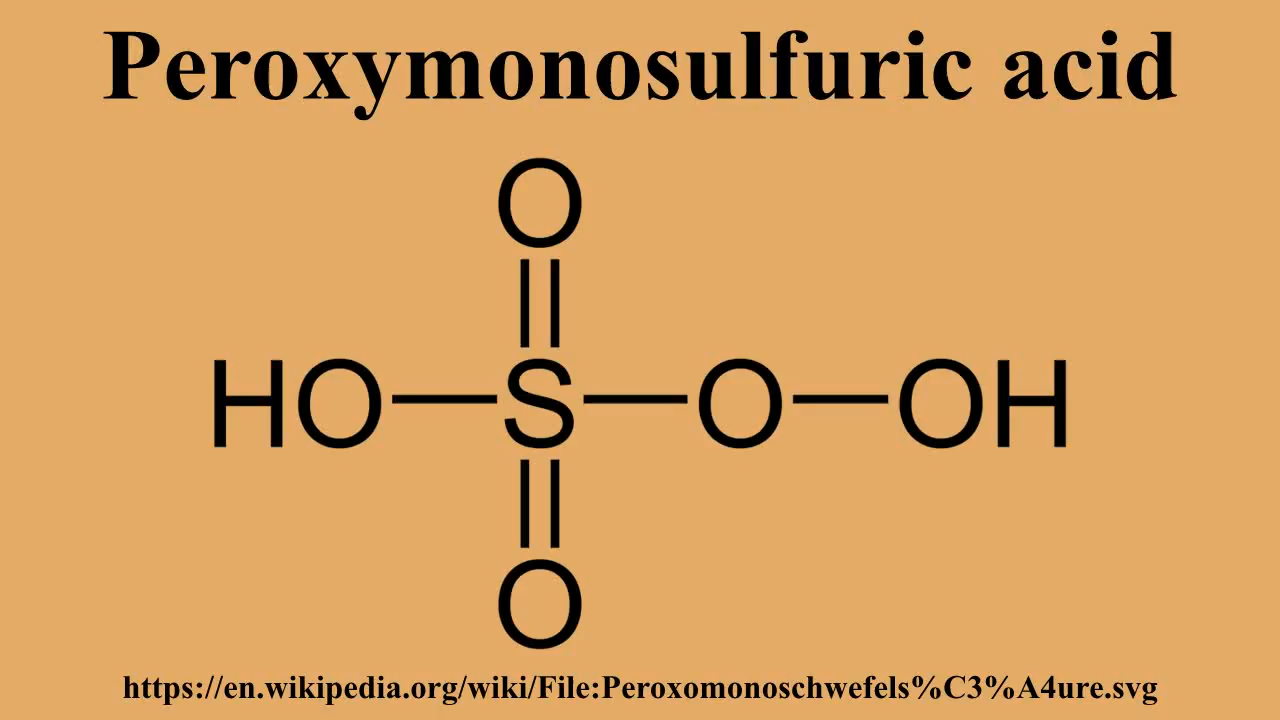 Peroxymonosulfuric acid
O
HO S O OH
O
https://en.wikipedia.org/wiki/File:Peroxomonoschwefels%C3%A4ure.svg